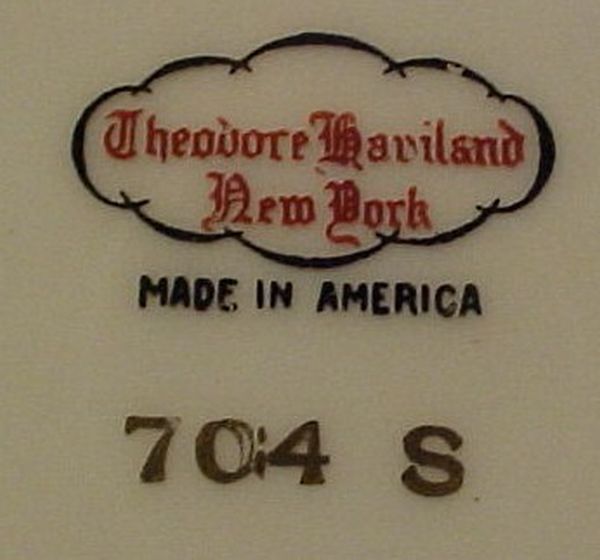 Theodore Haviland
New York
MADE IN AMERICA
704 S